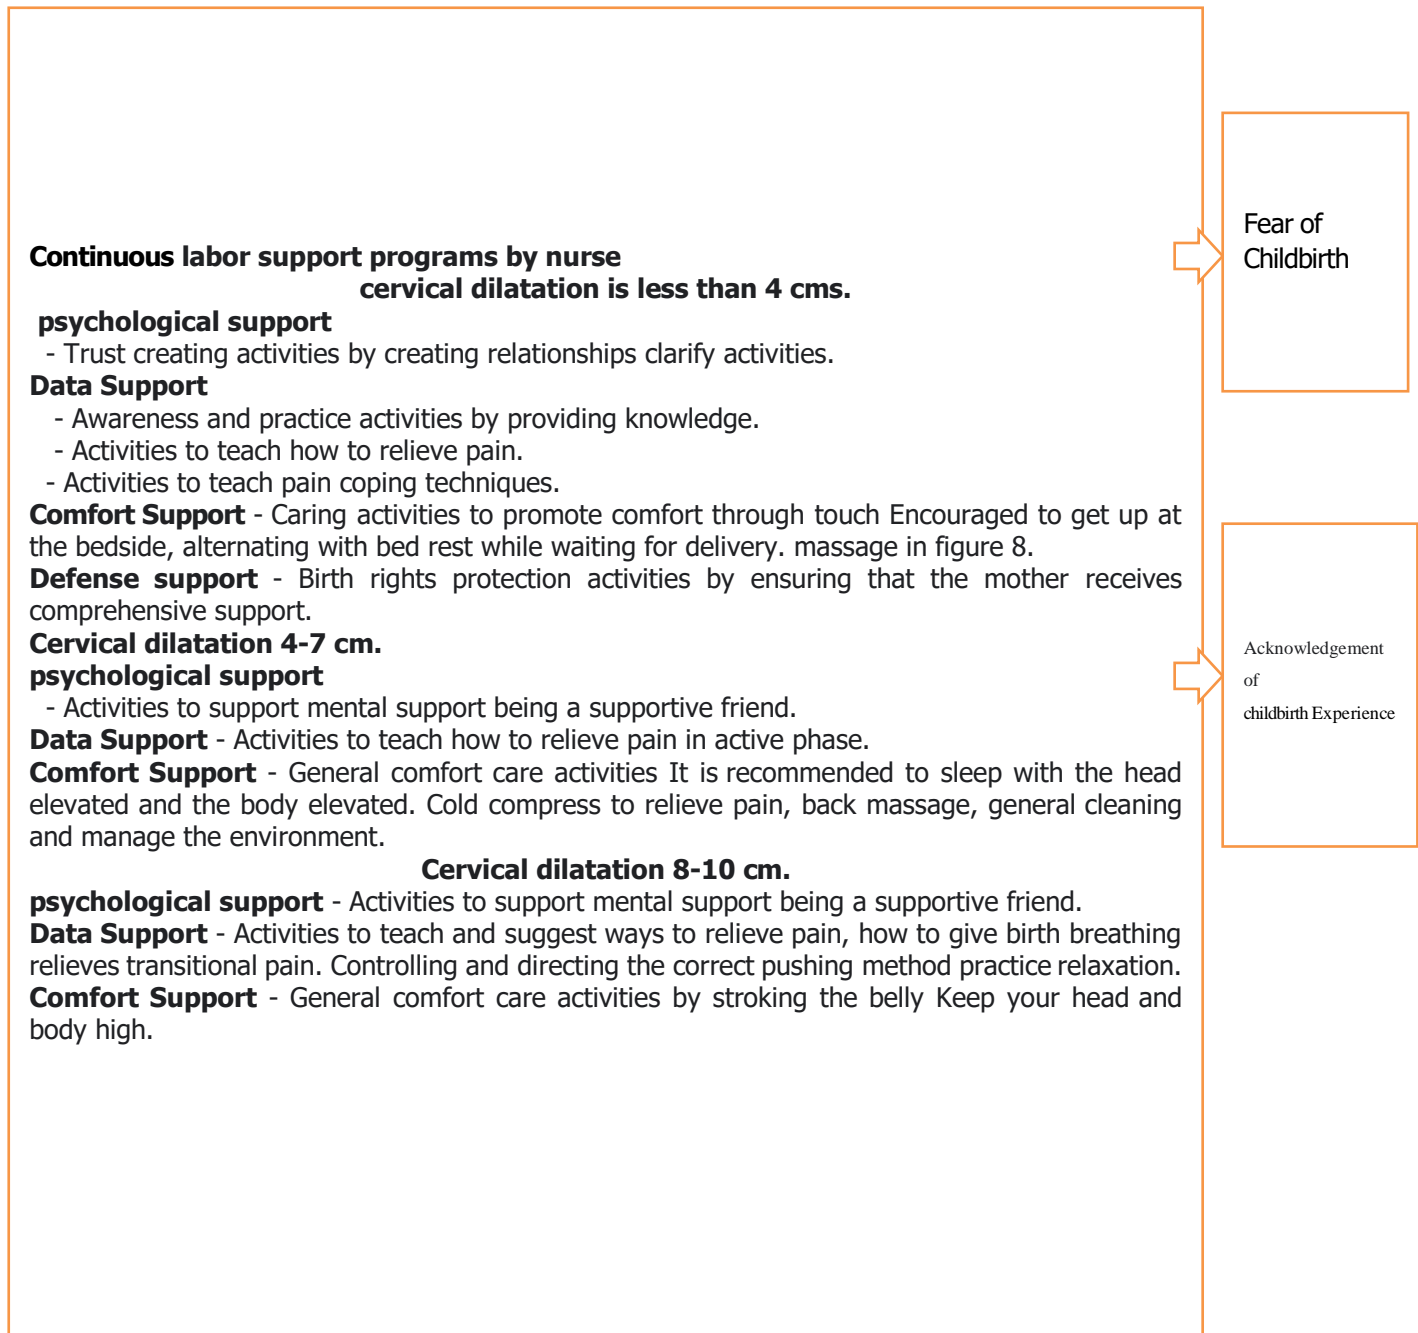 Continuous labor support programs by nurse
cervical dilatation is less than 4 cms.
psychological support
- Trust creating activities by creating relationships clarify activities.
Data Support
- Awareness and practice activities by providing knowledge.
- Activities to teach how to relieve pain.
- Activities to teach pain coping techniques.
Comfort Support - Caring activities to promote comfort through touch Encouraged to get up at
the bedside, alternating with bed rest while waiting for delivery. massage in figure 8.
Defense support - Birth rights protection activities by ensuring that the mother receives
comprehensive support.
Cervical dilatation 4-7 cm.
psychological support
- Activities to support mental support being a supportive friend.
Data Support - Activities to teach how to relieve pain in active phase.
Comfort Support - General comfort care activities It is recommended to sleep with the head
elevated and the body elevated. Cold compress to relieve pain, back massage, general cleaning
and manage the environment.
Cervical dilatation 8-10 cm.
psychological support - Activities to support mental support being a supportive friend.
Data Support - Activities to teach and suggest ways to relieve pain, how to give birth breathing
relieves transitional pain. Controlling and directing the correct pushing method practice relaxation.
Comfort Support - General comfort care activities by stroking the belly Keep your head and
body high.
Fear of
Childbirth
Acknowledgement
of
childbirth Experience